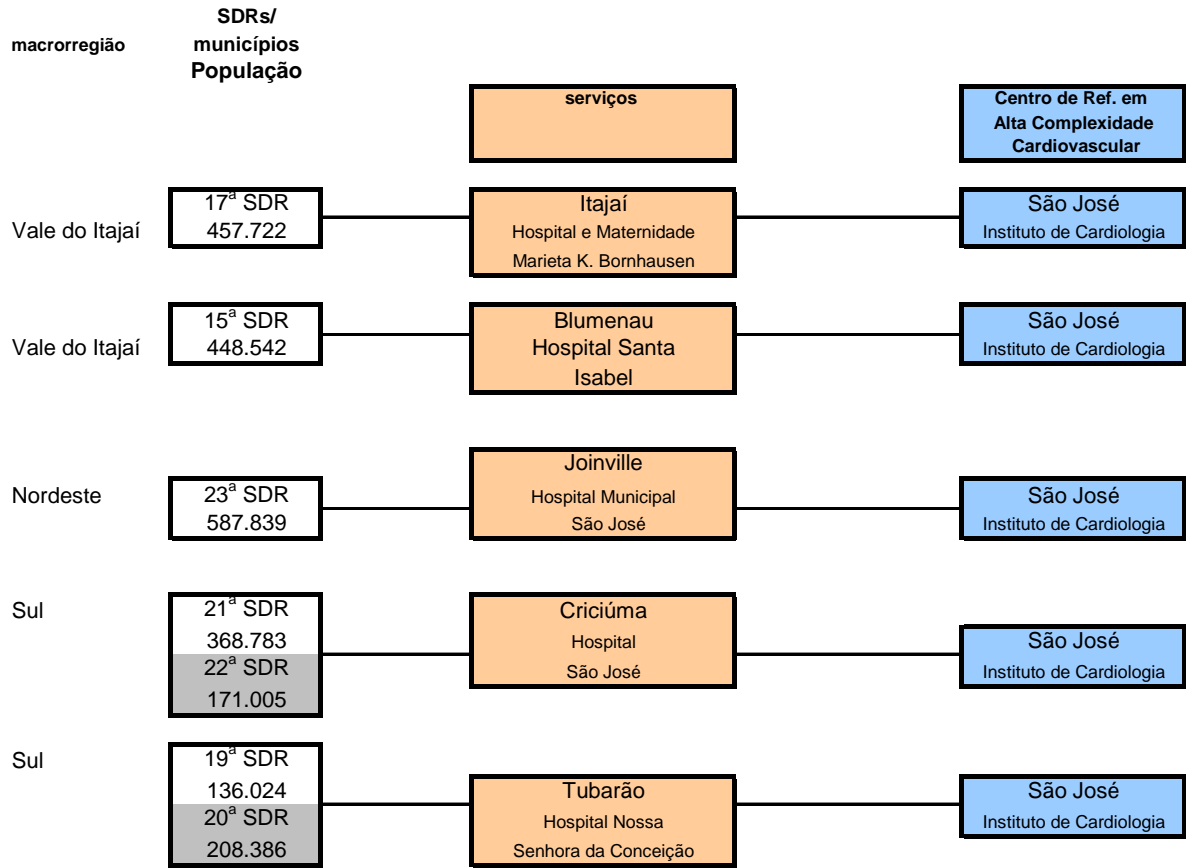 macrorregião
SDRs/
municípios
População
serviços
Centro de Ref. em
Alta Complexidade
Cardiovascular
Vale do Itajaí
17ª SDR
457.722
Itajaí
Hospital e Maternidade
Marieta K. Bornhausen
São José
Instituto de Cardiologia
Vale do Itajaí
15ª SDR
448.542
Blumenau
Hospital Santa
Isabel
São José
Instituto de Cardiologia
Nordeste
23ª SDR
587.839
Joinville
Hospital Municipal
São José
São José
Instituto de Cardiologia
Sul
21ª SDR
368.783
22ª SDR
171.005
Criciúma
Hospital
São José
São José
Instituto de Cardiologia
Sul
19ª SDR
136.024
20ª SDR
208.386
Tubarão
Hospital Nossa
Senhora da Conceição
São José
Instituto de Cardiologia